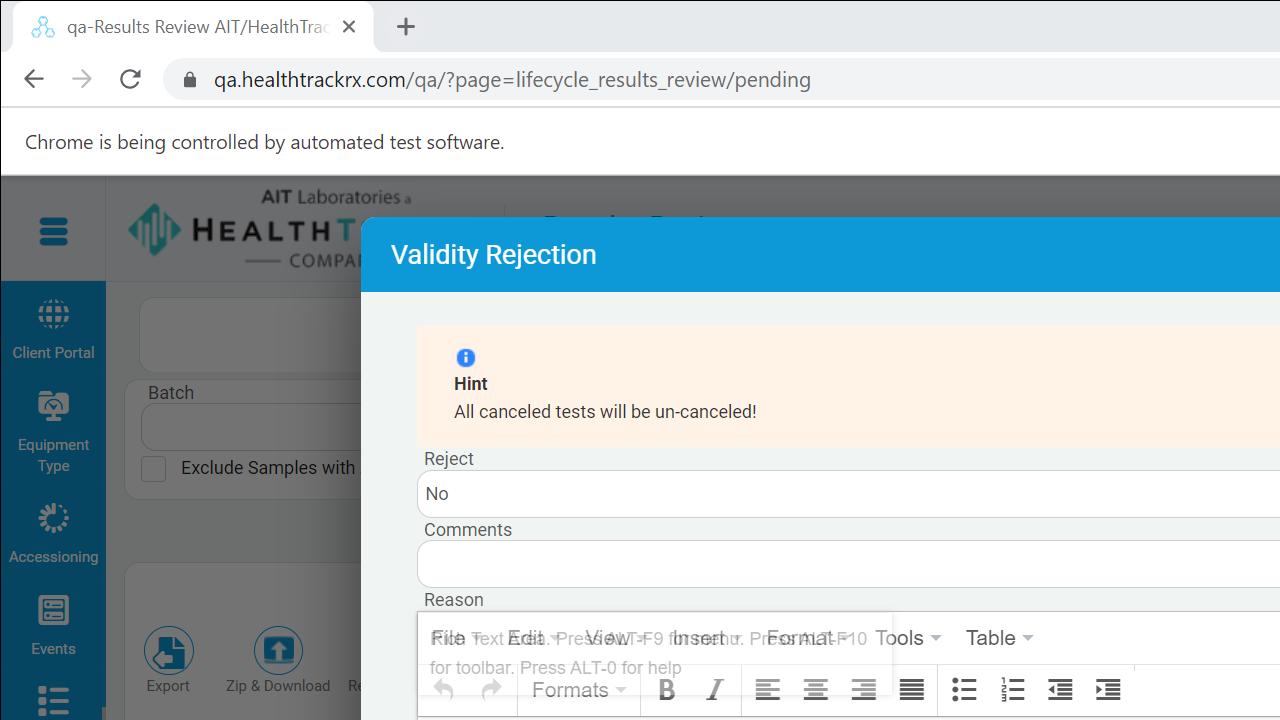 qa-Results Review AIT/HealthTrac
qa.healthtrackrx.com/qa/?page=lifecycle_results_review/pending
Chrome is being controlled by automated test software.
AIT Laboratories a
HEALTHT
COMPA
Validity Rejection
Client Portal
Equipment
Type
Accessioning
Events
Batch
Exclude Samples with
Export
Zip & Download
Re
Hint
All canceled tests will be un-canceled!
Reject
No
Comments
Reason
File Edit View Insert Format Tools Table
Rich Text Area. Press ALT-F9 for menu. Press ALT-F10
for toolbar. Press ALT-0 for help
Formats B I